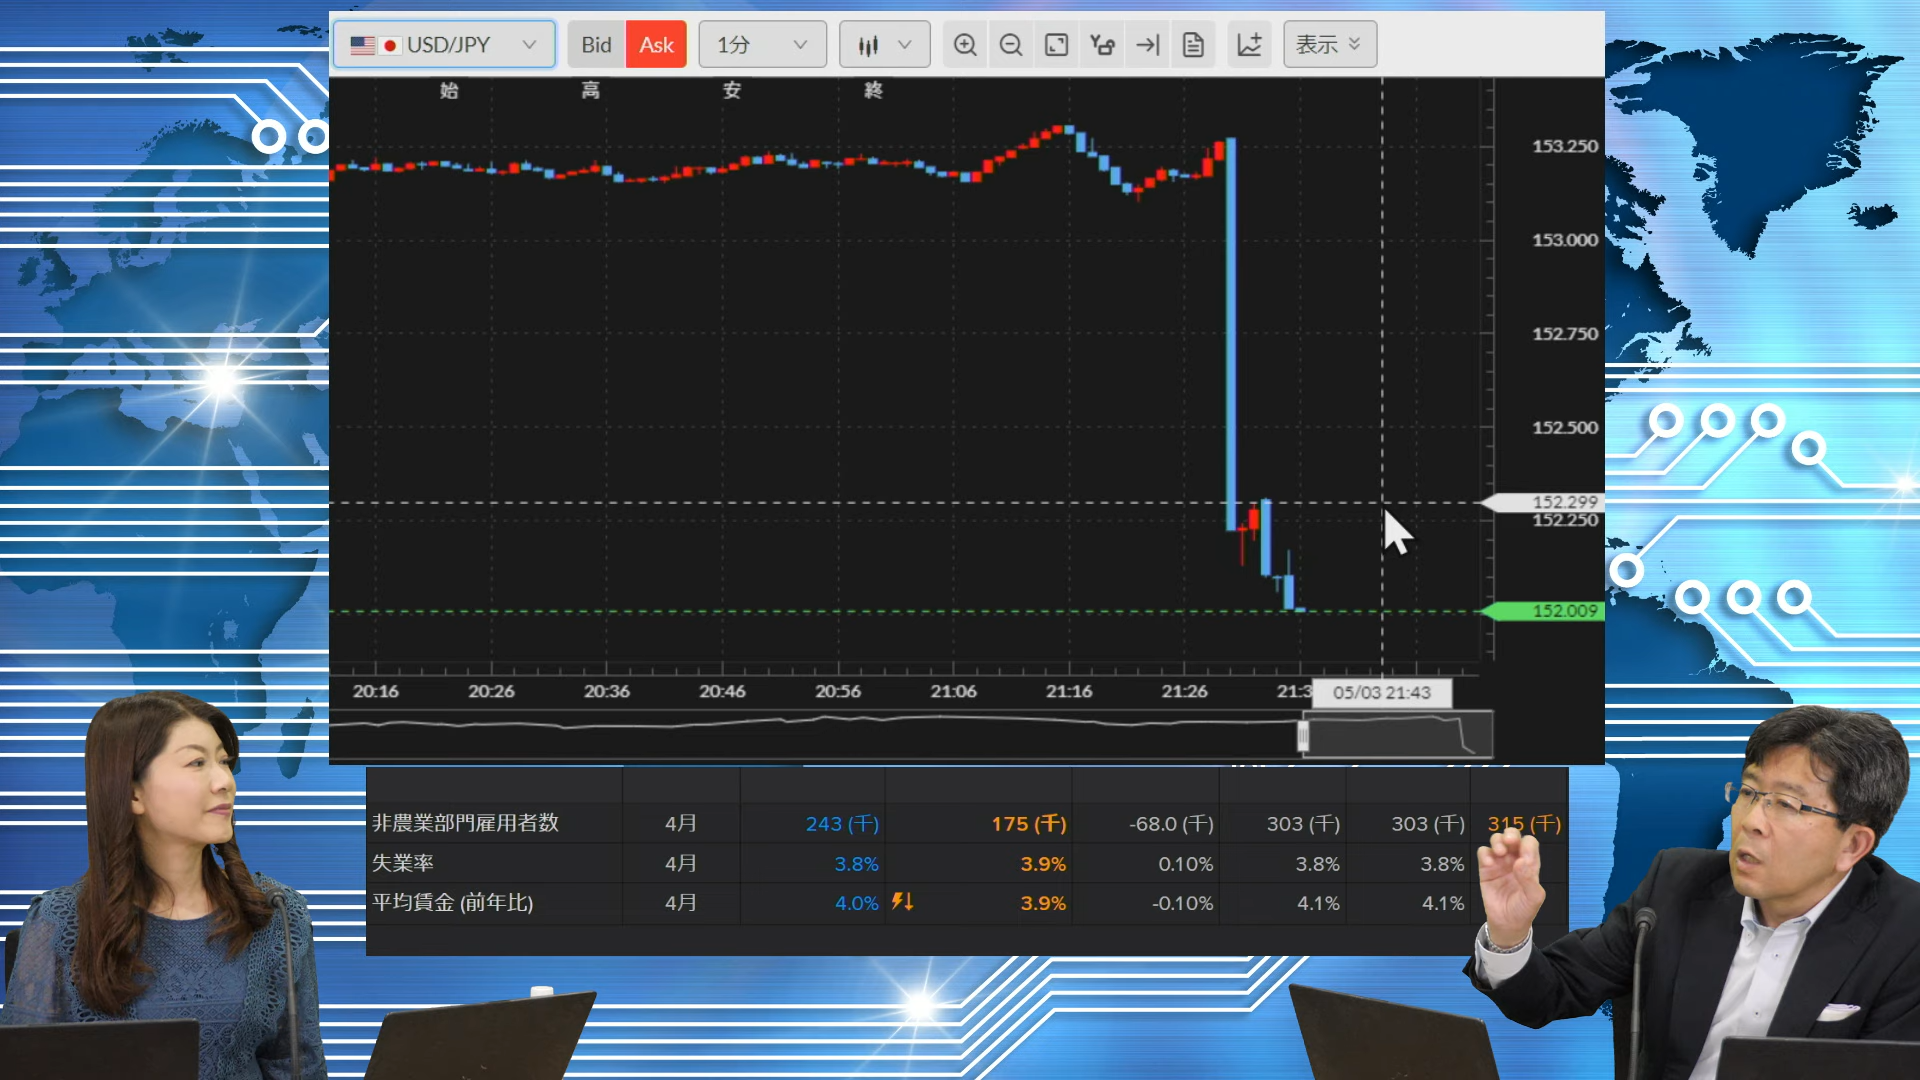 USD/JPY Bid Ask 1分 表示
始 高 安 終
153.250
153.000
152.750
152.500
152.299
152.250
152.009
20:16 20:26 20:36 20:46 20:56 21:06 21:16 21:26 21:3 05/03 21:43
非農業部門雇用者数 4月 243 (千) 175 (千) -68.0 (千) 303 (千) 303 (千) 315 (千)
失業率 4月 3.8% 3.9% 0.10% 3.8% 3.8%
平均賃金 (前年比) 4月 4.0% 3.9% -0.10% 4.1% 4.1%